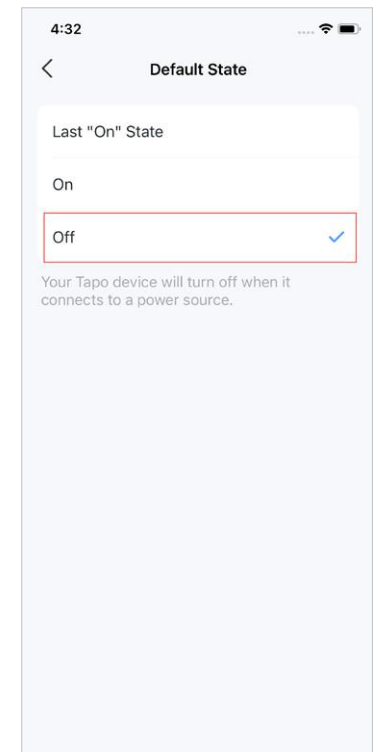 4:32
Default State
Last "On" State
On
Off
Your Tapo device will turn off when it
connects to a power source.